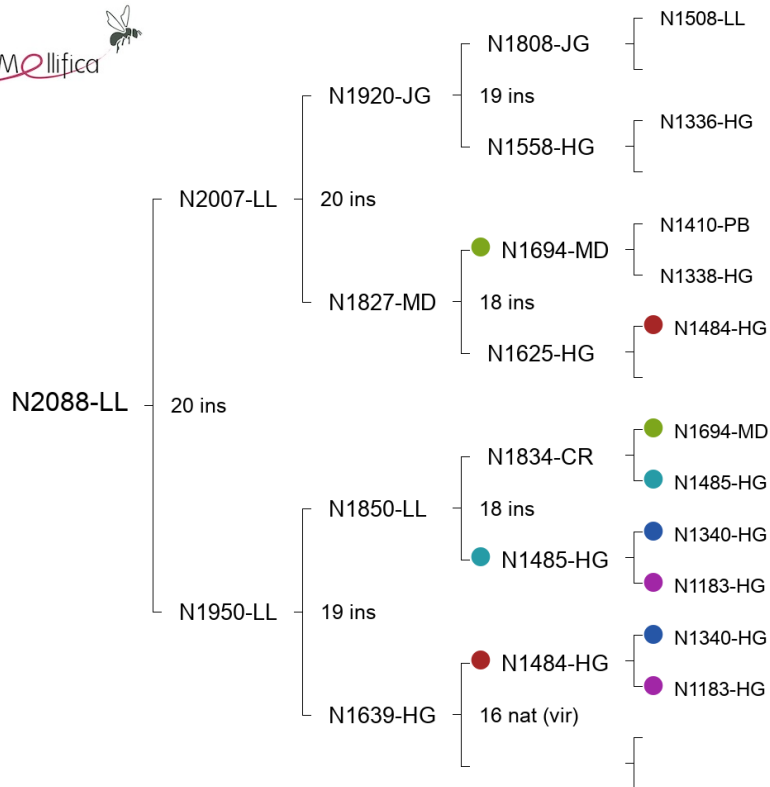 Mellifica
N1508-LL
N1808-JG
N1920-JG
19 ins
N1336-HG
N1558-HG
N2007-LL
20 ins
N1410-PB
N1694-MD
N1338-HG
N1827-MD
18 ins
N1484-HG
N1625-HG
N2088-LL
20 ins
N1694-MD
N1834-CR
N1485-HG
N1850-LL
18 ins
N1340-HG
N1485-HG
N1183-HG
N1950-LL
19 ins
N1340-HG
N1484-HG
N1183-HG
N1639-HG
16 nat (vir)